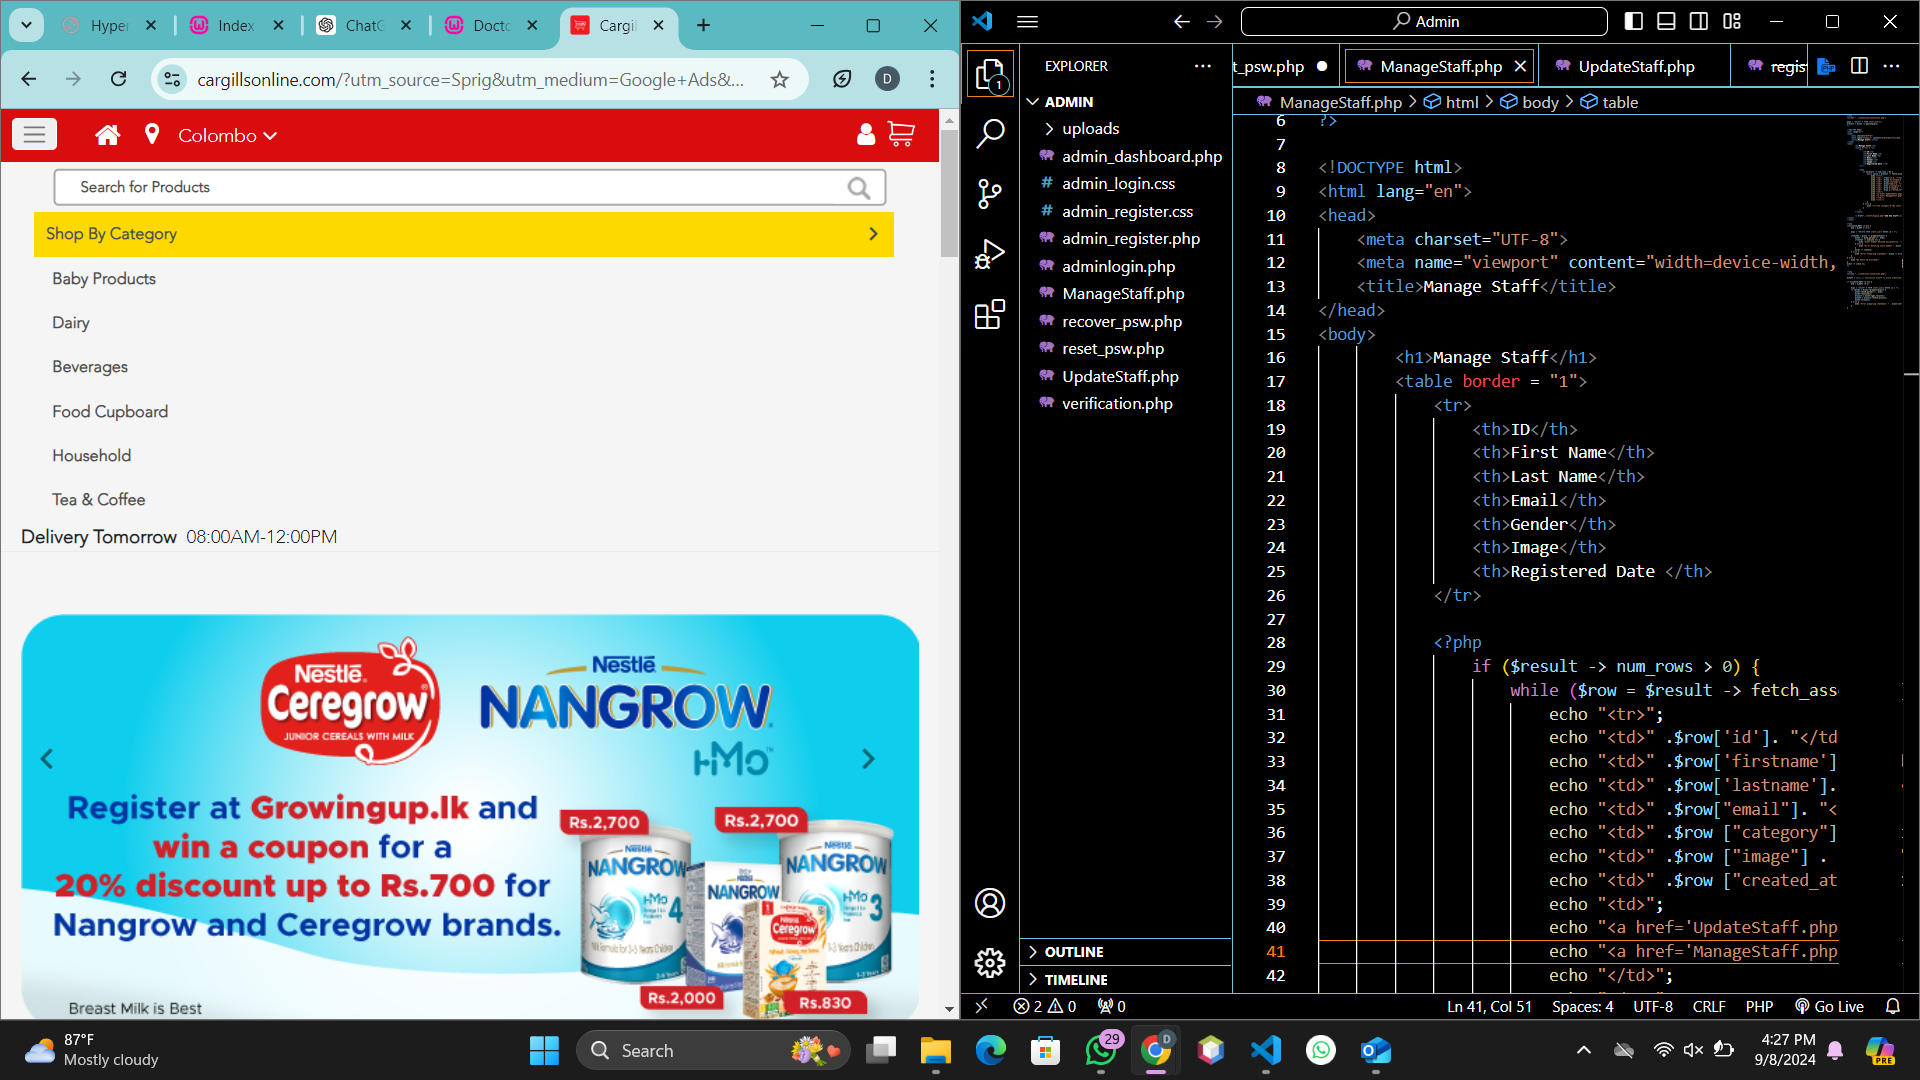 Hyper
Index
ChatG
Docto
Cargil
cargillsonline.com/?utm_source=Sprig&utm_medium=Google+Ads&...
D
Colombo
Search for Products
Shop By Category
Baby Products
Dairy
Beverages
Food Cupboard
Household
Tea & Coffee
Delivery Tomorrow 08:00AM-12:00PM
Nestlé
Ceregrow
JUNIOR CEREALS WITH MILK
Nestlé
NANGROW
HMO
Register at Growingup.lk and
win a coupon for a
20% discount up to Rs.700 for
Nangrow and Ceregrow brands.
Rs.2,700
Rs.2,700
NANGROW
HMO 4
NANGROW
NANGROW
HMO 3
Ceregrow
Rs.2,000
Rs.830
Breast Milk is Best
Admin
1
EXPLORER
ADMIN
uploads
admin_dashboard.php
admin_login.css
admin_register.css
admin_register.php
adminlogin.php
ManageStaff.php
recover_psw.php
reset_psw.php
UpdateStaff.php
verification.php
OUTLINE
TIMELINE
t_psw.php
ManageStaff.php
UpdateStaff.php
regis
ManageStaff.php > html > body > table
6 ?>
7
8 <!DOCTYPE html>
9 <html lang="en">
10 <head>
11 <meta charset="UTF-8">
12 <meta name="viewport" content="width=device-width,
13 <title>Manage Staff</title>
14 </head>
15 <body>
16 <h1>Manage Staff</h1>
17 <table border = "1">
18 <tr>
19 <th>ID</th>
20 <th>First Name</th>
21 <th>Last Name</th>
22 <th>Email</th>
23 <th>Gender</th>
24 <th>Image</th>
25 <th>Registered Date </th>
26 </tr>
27
28 <?php
29 if ($result -> num_rows > 0) {
30 while ($row = $result -> fetch_ass
31 echo "<tr>";
32 echo "<td>" .$row['id']. "</td
33 echo "<td>" .$row['firstname']
34 echo "<td>" .$row['lastname'].
35 echo "<td>" .$row["email"]. "<
36 echo "<td>" .$row ["category"]
37 echo "<td>" .$row ["image"] .
38 echo "<td>" .$row ["created_at
39 echo "<td>";
40 echo "<a href='UpdateStaff.php
41 echo "<a href='ManageStaff.php
42 echo "</td>";
2 0 0
Ln 41, Col 51 Spaces: 4 UTF-8 CRLF PHP Go Live
87°F
Mostly cloudy
Search
29
D
PRE
4:27 PM
9/8/2024